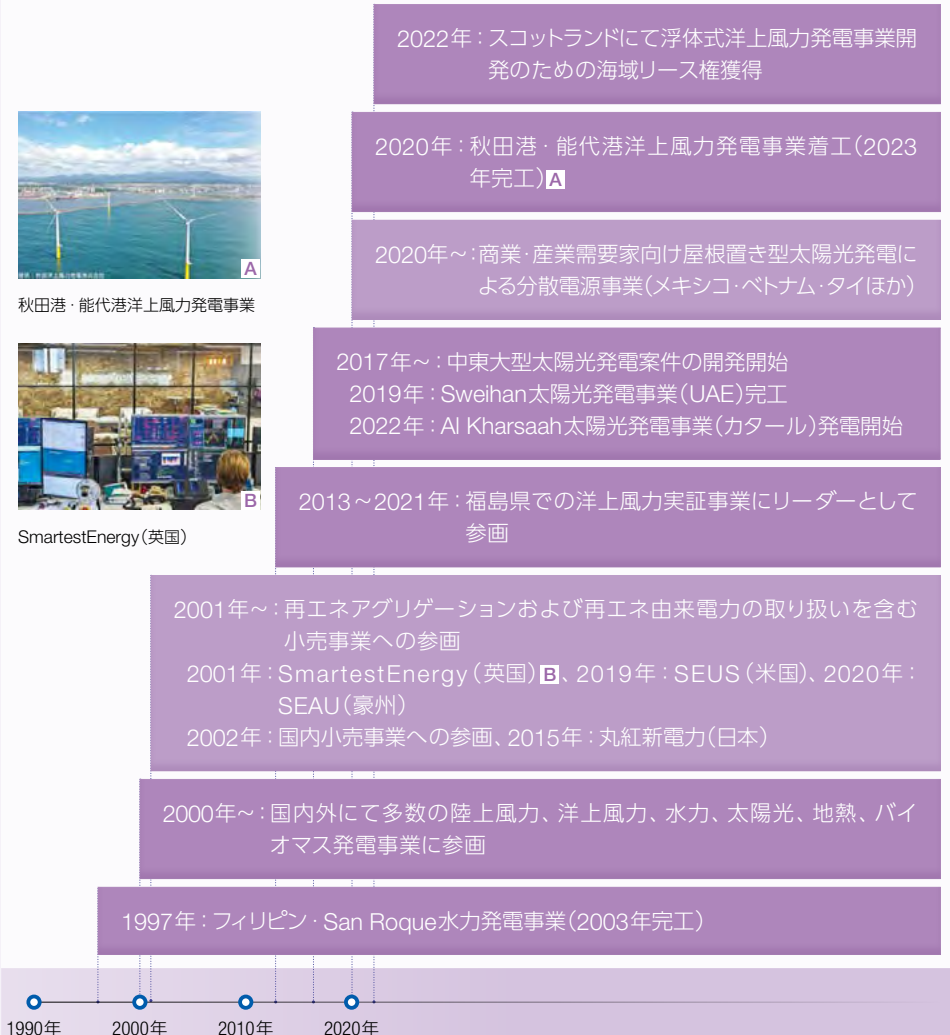 2022年：スコットランドにて浮体式洋上風力発電事業開
発のための海域リース権獲得
2020年：秋田港・能代港洋上風力発電事業着工（2023
年完工）A
A
秋田港・能代港洋上風力発電事業
2020年～：商業・産業需要家向け屋根置き型太陽光発電に
よる分散電源事業（メキシコ・ベトナム・タイほか）
2017年～：中東大型太陽光発電案件の開発開始
2019年：Sweihan太陽光発電事業（UAE）完工
2022年：Al Kharsaah太陽光発電事業（カタール）発電開始
B
SmartestEnergy（英国）
2013～2021年：福島県での洋上風力実証事業にリーダーとして
参画
2001年～：再エネアグリゲーションおよび再エネ由来電力の取り扱いを含む
小売事業への参画
2001年：SmartestEnergy（英国）B、2019年：SEUS（米国）、2020年：
SEAU（豪州）
2002年：国内小売事業への参画、2015年：丸紅新電力（日本）
2000年～：国内外にて多数の陸上風力、洋上風力、水力、太陽光、地熱、バイ
オマス発電事業に参画
1997年：フィリピン・San Roque水力発電事業（2003年完工）
1990年 2000年 2010年 2020年